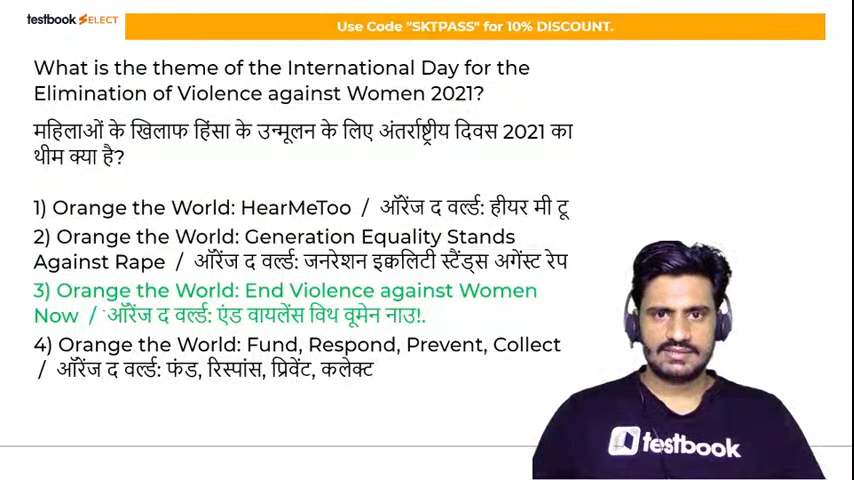 testbook SELECT
Use Code "SKTPASS" for 10% DISCOUNT.
What is the theme of the International Day for the
Elimination of Violence against Women 2021?
महिलाओं के खिलाफ हिंसा के उन्मूलन के लिए अंतर्राष्ट्रीय दिवस 2021 का
थीम क्या है?
1) Orange the World: HearMeToo / ऑरेंज द वर्ल्ड: हीयर मी टू
2) Orange the World: Generation Equality Stands
Against Rape / ऑरेंज द वर्ल्ड: जनरेशन इक्वलिटी स्टैंड्स अगेंस्ट रेप
3) Orange the World: End Violence against Women
Now / ऑरेंज द वर्ल्ड: एंड वायलेंस विथ वूमेन नाउ!.
4) Orange the World: Fund, Respond, Prevent, Collect
/ ऑरेंज द वर्ल्ड: फंड, रिस्पांस, प्रिवेंट, कलेक्ट
testbook